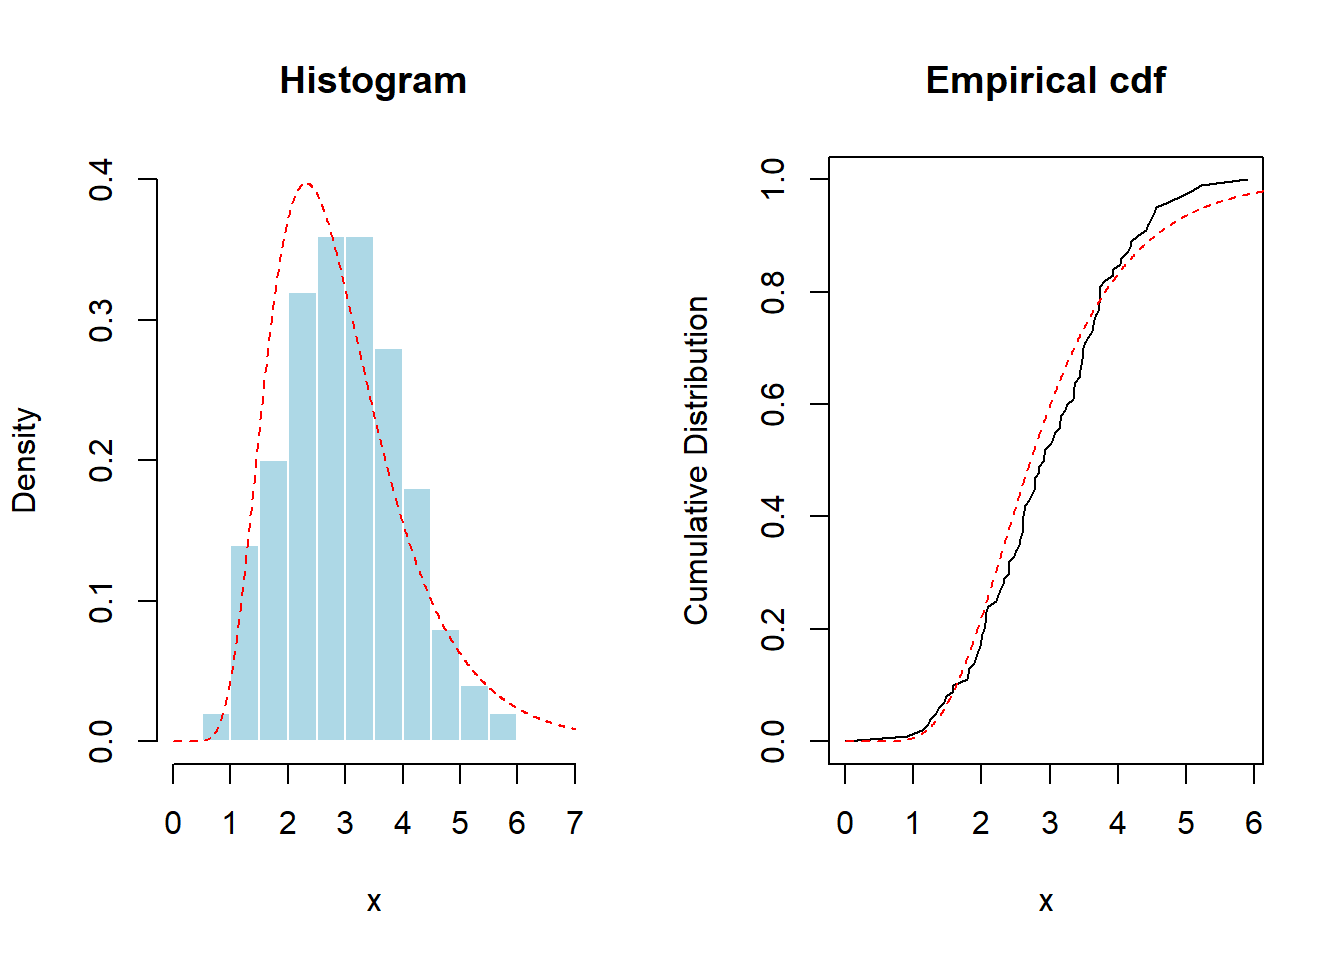 Histogram
Density
0.0 0.1 0.2 0.3 0.4
0 1 2 3 4 5 6 7
x
Empirical cdf
Cumulative Distribution
0.0 0.2 0.4 0.6 0.8 1.0
0 1 2 3 4 5 6
x